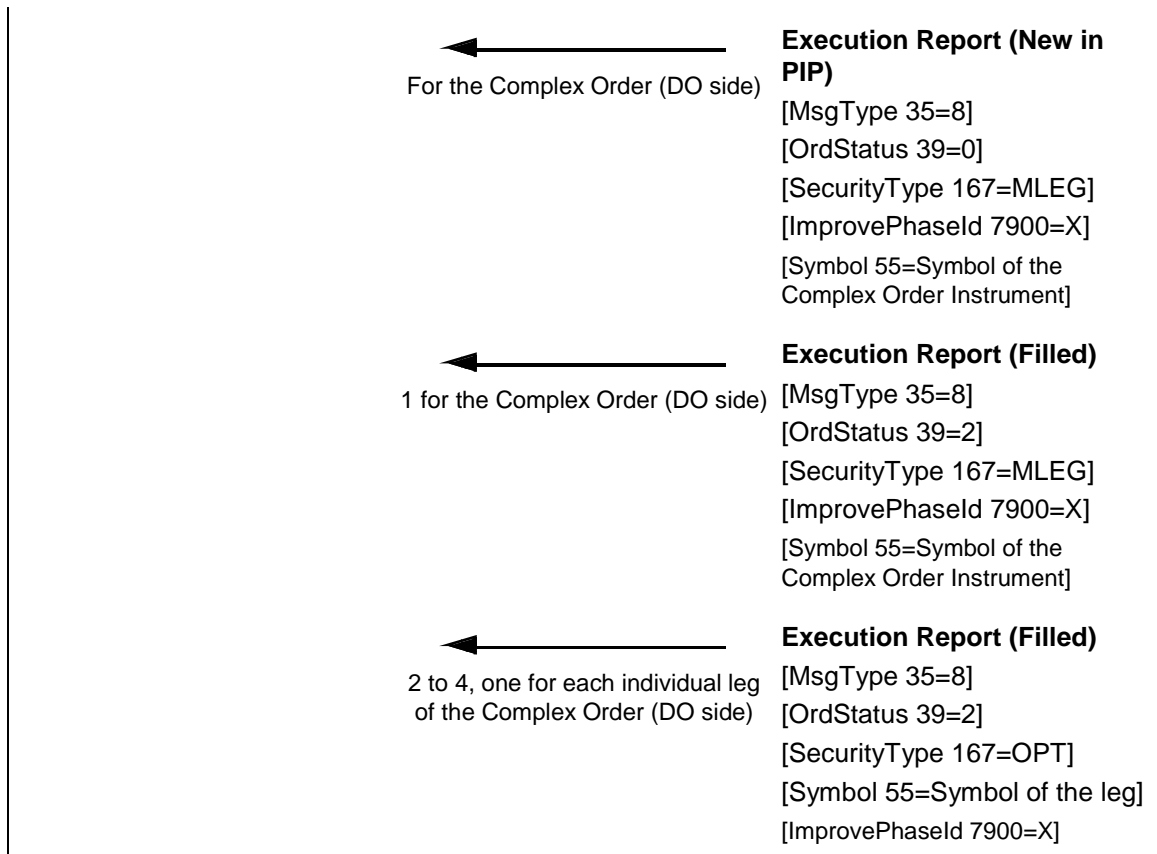 Execution Report (New in
PIP)
For the Complex Order (DO side)
[MsgType 35=8]
[OrdStatus 39=0]
[SecurityType 167=MLEG]
[ImprovePhaseId 7900=X]
[Symbol 55=Symbol of the
Complex Order Instrument]
Execution Report (Filled)
1 for the Complex Order (DO side)
[MsgType 35=8]
[OrdStatus 39=2]
[SecurityType 167=MLEG]
[ImprovePhaseId 7900=X]
[Symbol 55=Symbol of the
Complex Order Instrument]
Execution Report (Filled)
2 to 4, one for each individual leg
of the Complex Order (DO side)
[MsgType 35=8]
[OrdStatus 39=2]
[SecurityType 167=OPT]
[Symbol 55=Symbol of the leg]
[ImprovePhaseId 7900=X]